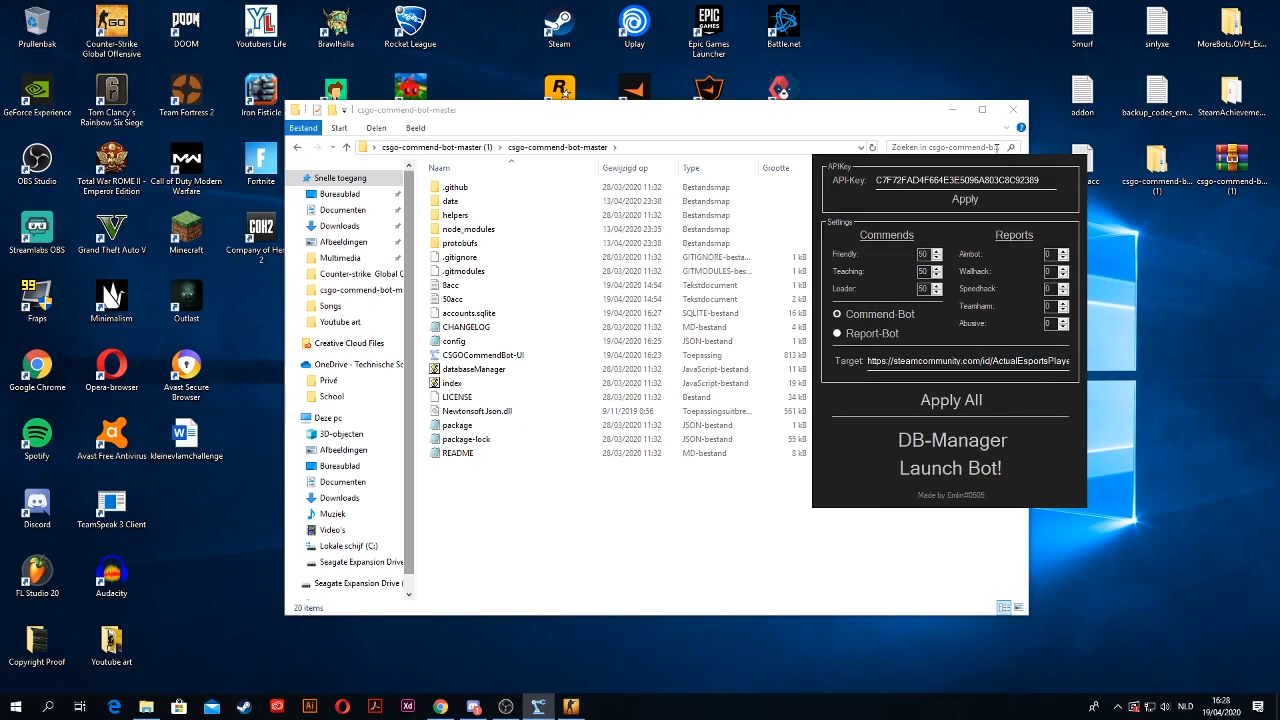 Prullenbak
Counter-Strike Global Offensive
DOOM
Youtubers Life
Brawlhalla
Rocket League
Steam
Uplay
Epic Games Launcher
Battle.net
Smurf
sinlyxe
MoreBots.OVH_Ex...
GeForce Experience
Tom Clancy's Rainbow Six Siege
Team Fortress 2
Iron Fisticle
addon
backup_codes_em...
SteamAchieveme...
OBS Studio
Total War ROME II - Emperor Edition
Call of Duty Modern Warfare
Fortnite
csgo-commend-bot... (1)
Streamlabs OBS
Grand Theft Auto V
Minecraft
Company of Her... 2
99
Fraps
Minimalism
Outlast
Google Chrome
Opera-browser
Avast Secure Browser
Spotify
Avast Free Antivirus
kleinevlamchallenge
Discord
TeamSpeak 3 Client
FL Studio 20
Audacity
Copyright Proof
Youtube art
csgo-commend-bot-master
Bestand Start Delen Beeld
csgo-commend-bot-master (1) > csgo-commend-bot-master >
Zoeken in csgo-commend-b...
Snelle toegang
Bureaublad
Documenten
Downloads
Afbeeldingen
Multimedia
Counter-strike Global O
csgo-commend-bot-m
Songs
Youtube art
Creative Cloud Files
OneDrive - Technische Sc
Privé
School
Deze pc
3D-objecten
Afbeeldingen
Bureaublad
Documenten
Downloads
Muziek
Video's
Lokale schijf (C:)
Seagate Expansion Drive
Seagate Expansion Drive (
Naam Gewijzigd op Type Grootte
.github 28/03/2020 11:32 Bestandsmap
data 13/04/2020 23:38 Bestandsmap
helpers 28/03/2020 11:32 Bestandsmap
node_modules 13/04/2020 23:35 Bestandsmap
protobufs 13/04/2020 23:38 Bestandsmap
.gitignore 28/03/2020 11:32 GITIGNORE-besta... 1 kB
.gitmodules 28/03/2020 11:32 GITMODULES-bes... 1 kB
8acc 19/04/2020 14:54 Tekstdocument 1 kB
50acc 19/04/2020 14:54 Tekstdocument 2 kB
accounts.sqlite 19/04/2020 16:27 SQLITE-bestand 16 kB
CHANGELOG 28/03/2020 11:32 MD-bestand 4 kB
config 19/04/2020 16:25 JSON-bestand 1 kB
CSGOCommendBot-UI 19/04/2020 16:23 Toepassing 813 kB
databaseManager 28/03/2020 11:32 JavaScript-bestand 11 kB
index 28/03/2020 11:32 JavaScript-bestand 19 kB
LICENSE 28/03/2020 11:32 Bestand 34 kB
Newtonsoft.Json.dll 9/11/2019 0:56 Toepassingsuitbre... 561 kB
package 28/03/2020 11:32 JSON-bestand 1 kB
package-lock 28/03/2020 11:32 JSON-bestand 55 kB
README 28/03/2020 11:32 MD-bestand 8 kB
20 items
APIKey
API-Key: C7F72FAD4F664E3E5096A803C8C92389
Apply
Settings
Commends Reports
Friendly: 50 Aimbot: 0
Teaching: 50 Wallhack: 0
Leader: 50 Speedhack: 0
Teamharm: 0
Commend-Bot
Abusive: 0
Report-Bot
Target: https://steamcommunity.com/id/ActualEsportsPlaye
Apply All
DB-Manager
Launch Bot!
Made by Emlin#0505
NLD
16:28
19/04/2020